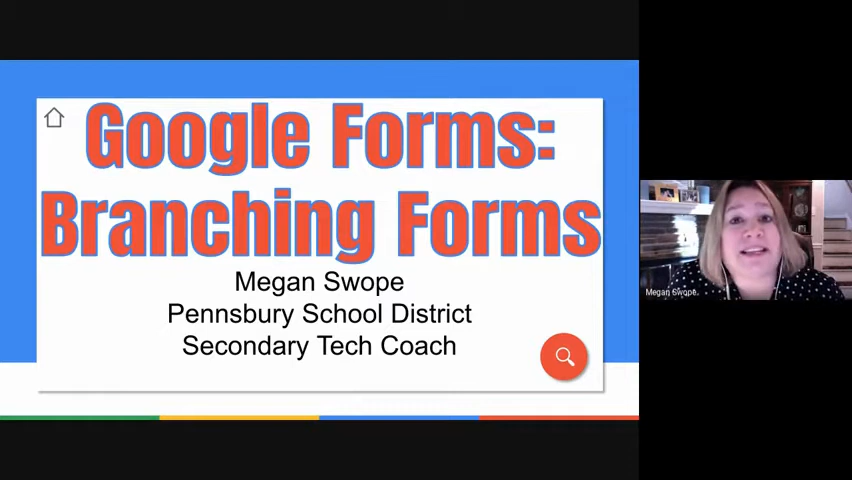 Google Forms:
Branching Forms
Megan Swope
Pennsbury School District
Secondary Tech Coach
Megan Swope